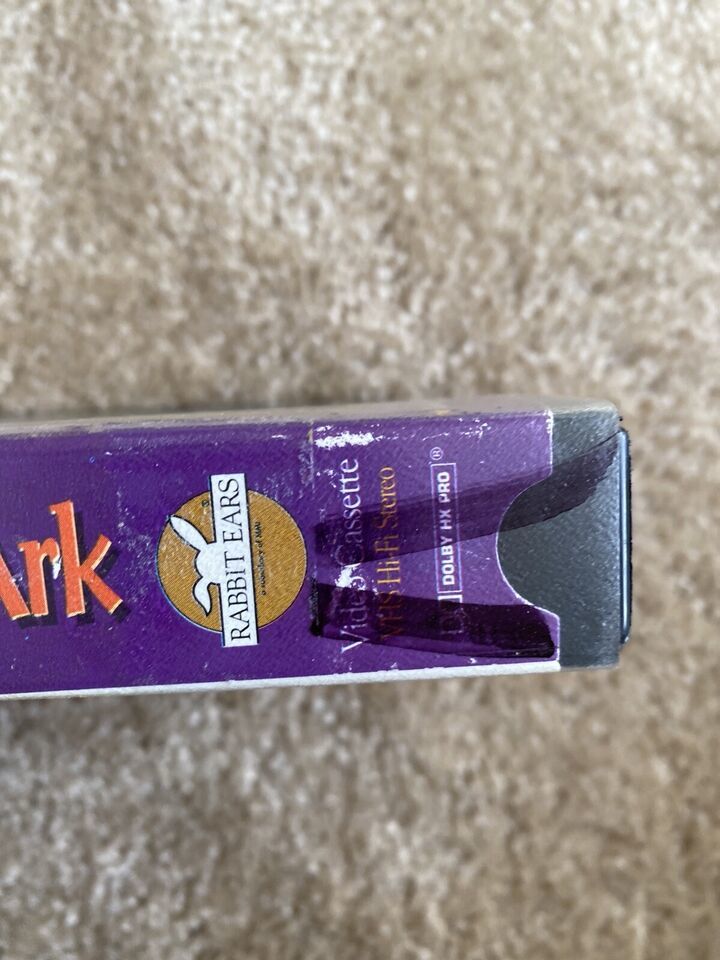 Ark
RABBIT EARS
®
Video Cassette
VHS Hi-Fi Stereo
DOLBY HX PRO
®